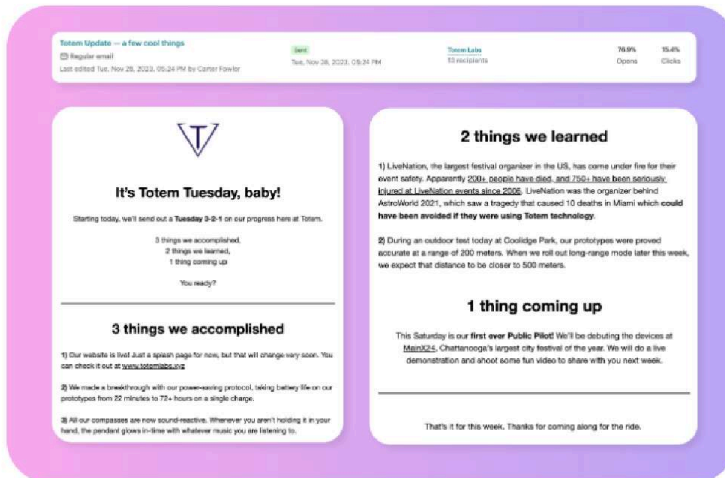 Totem Update — a few cool things
Regular email
Last edited Tue, Nov 28, 2023, 05:24 PM by Carter Fowler
Sent
Tue, Nov 28, 2023, 05:24 PM
Totem Labs
13 recipients
76.9%
Opens
15.4%
Clicks
It's Totem Tuesday, baby!
Starting today, we'll send out a Tuesday 3-2-1 on our progress here at Totem.
3 things we accomplished,
2 things we learned,
1 thing coming up
You ready?
3 things we accomplished
1) Our website is live! Just a splash page for now, but that will change very soon. You
can check it out at www.totemlabs.xyz
2) We made a breakthrough with our power-saving protocol, taking battery life on our
prototypes from 22 minutes to 72+ hours on a single charge.
3) All our compasses are now sound-reactive. Whenever you aren't holding it in your
hand, the pendant glows in-time with whatever music you are listening to.
2 things we learned
1) LiveNation, the largest festival organizer in the US, has come under fire for their
event safety. Apparently 200+ people have died, and 750+ have been seriously
injured at LiveNation events since 2006. LiveNation was the organizer behind
AstroWorld 2021, which saw a tragedy that caused 10 deaths in Miami which could
have been avoided if they were using Totem technology.
2) During an outdoor test today at Coolidge Park, our prototypes were proved
accurate at a range of 200 meters. When we roll out long-range mode later this week,
we expect that distance to be closer to 500 meters.
1 thing coming up
This Saturday is our first ever Public Pilot! We'll be debuting the devices at
MainX24, Chattanooga's largest city festival of the year. We will do a live
demonstration and shoot some fun video to share with you next week.
That's it for this week. Thanks for coming along for the ride.